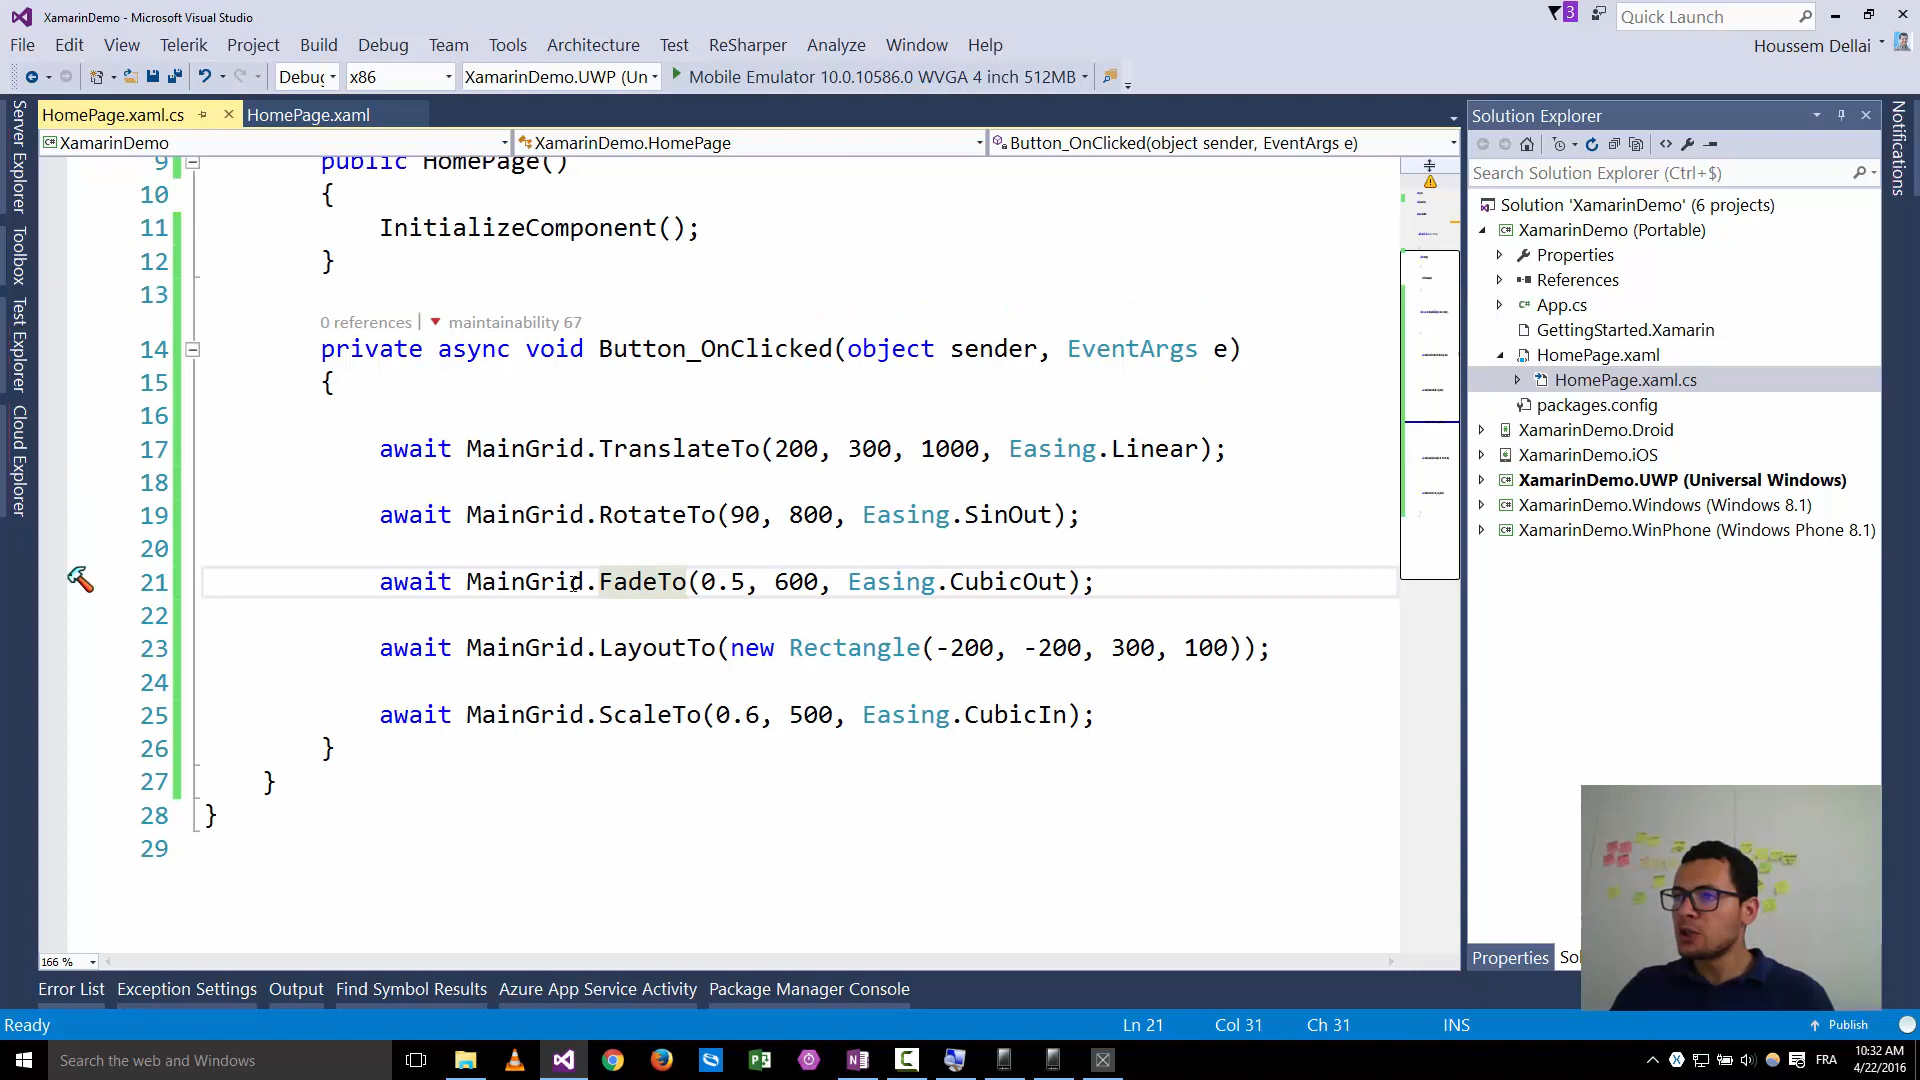 XamarinDemo - Microsoft Visual Studio
3
Quick Launch
File Edit View Telerik Project Build Debug Team Tools Architecture Test ReSharper Analyze Window Help
Houssem Dellai
Debug x86 XamarinDemo.UWP (Un Mobile Emulator 10.0.10586.0 WVGA 4 inch 512MB
Server Explorer
Toolbox
Test Explorer
Cloud Explorer
HomePage.xaml.cs HomePage.xaml
XamarinDemo XamarinDemo.HomePage Button_OnClicked(object sender, EventArgs e)
9 public HomePage()
10 {
11 InitializeComponent();
12 }
13
0 references | maintainability 67
14 private async void Button_OnClicked(object sender, EventArgs e)
15 {
16
17 await MainGrid.TranslateTo(200, 300, 1000, Easing.Linear);
18
19 await MainGrid.RotateTo(90, 800, Easing.SinOut);
20
21 await MainGrid.FadeTo(0.5, 600, Easing.CubicOut);
22
23 await MainGrid.LayoutTo(new Rectangle(-200, -200, 300, 100));
24
25 await MainGrid.ScaleTo(0.6, 500, Easing.CubicIn);
26 }
27 }
28 }
29
166 %
Solution Explorer
Search Solution Explorer (Ctrl+$)
Solution 'XamarinDemo' (6 projects)
XamarinDemo (Portable)
Properties
References
App.cs
GettingStarted.Xamarin
HomePage.xaml
HomePage.xaml.cs
packages.config
XamarinDemo.Droid
XamarinDemo.iOS
XamarinDemo.UWP (Universal Windows)
XamarinDemo.Windows (Windows 8.1)
XamarinDemo.WinPhone (Windows Phone 8.1)
Notifications
Properties Sol
Error List Exception Settings Output Find Symbol Results Azure App Service Activity Package Manager Console
Ready Ln 21 Col 31 Ch 31 INS Publish
Search the web and Windows
FRA
10:32 AM
4/22/2016